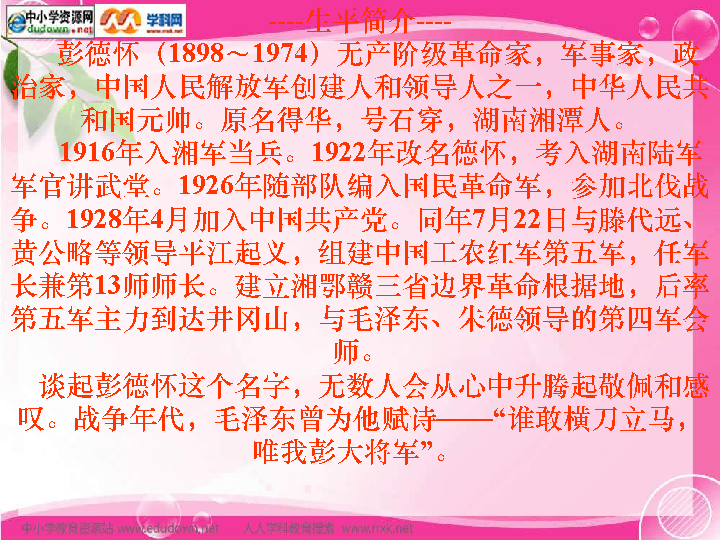 中小学资源网
dudown.net
学科网
nxk.net
----生平简介----
彭德怀（1898～1974）无产阶级革命家，军事家，政
治家，中国人民解放军创建人和领导人之一，中华人民共
和国元帅。原名得华，号石穿，湖南湘潭人。
1916年入湘军当兵。1922年改名德怀，考入湖南陆军
军官讲武堂。1926年随部队编入国民革命军，参加北伐战
争。1928年4月加入中国共产党。同年7月22日与滕代远、
黄公略等领导平江起义，组建中国工农红军第五军，任军
长兼第13师师长。建立湘鄂赣三省边界革命根据地，后率
第五军主力到达井冈山，与毛泽东、朱德领导的第四军会
师。
谈起彭德怀这个名字，无数人会从心中升腾起敬佩和感
叹。战争年代，毛泽东曾为他赋诗——“谁敢横刀立马，
唯我彭大将军”。
中小学教育资源站 www.edudown.net 人人学科教育搜索 www.nxk.net